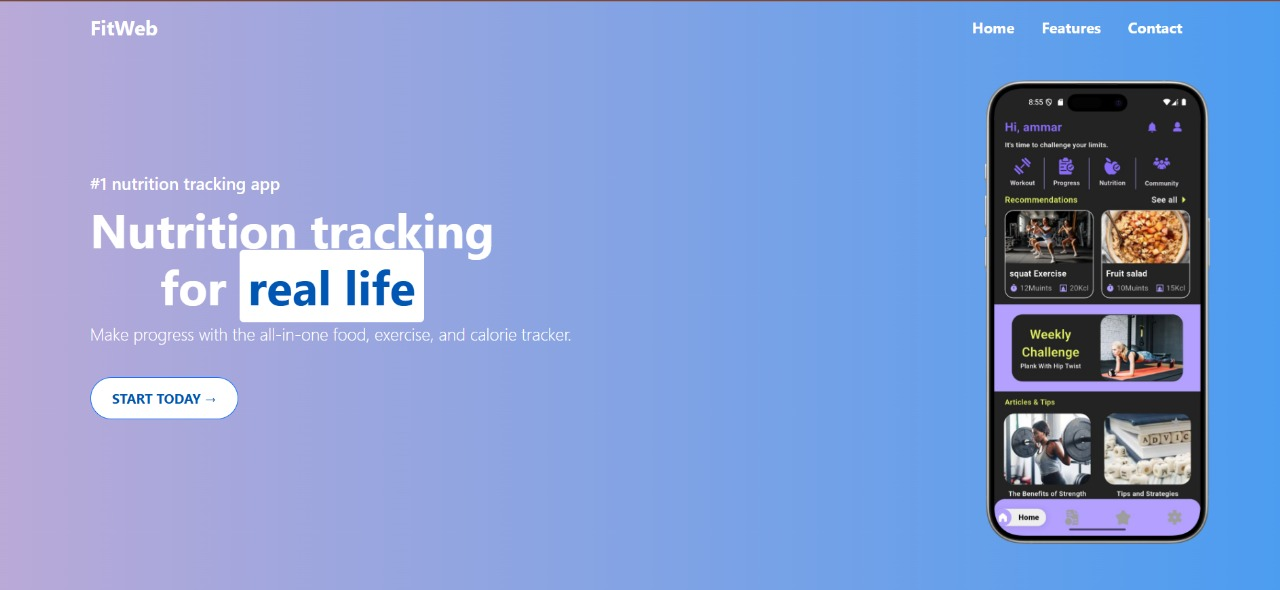 FitWeb
Home Features Contact
#1 nutrition tracking app
Nutrition tracking
for real life
Make progress with the all-in-one food, exercise, and calorie tracker.
START TODAY →
8:55
Hi, ammar
It's time to challenge your limits.
Workout Progress Nutrition Community
Recommendations See all
squat Exercise
12Muints 20Kcl
Fruit salad
10Muints 15Kcl
Weekly
Challenge
Plank With Hip Twist
Articles & Tips
ADVIC
The Benefits of Strength
Tips and Strategies
Home